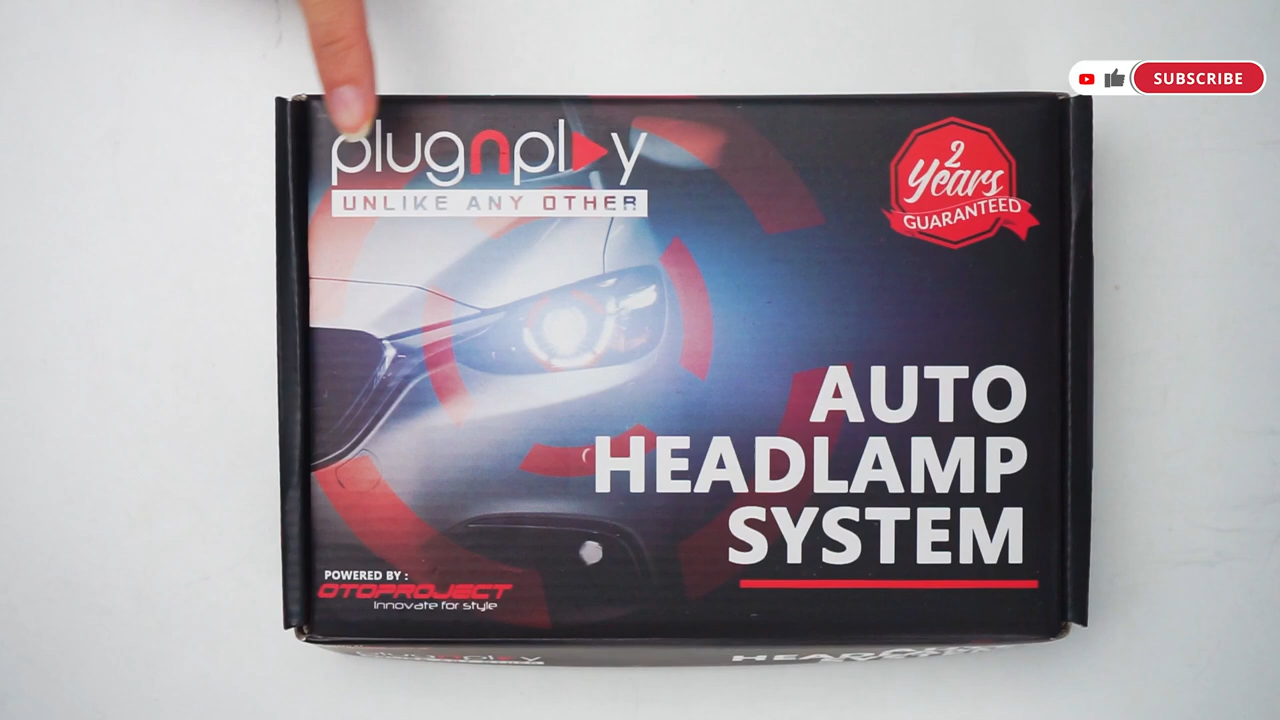 plugnplay
UNLIKE ANY OTHER
2
Years
GUARANTEED
SUBSCRIBE
AUTO
HEADLAMP
SYSTEM
POWERED BY :
OTOPROJECT
Innovate for style